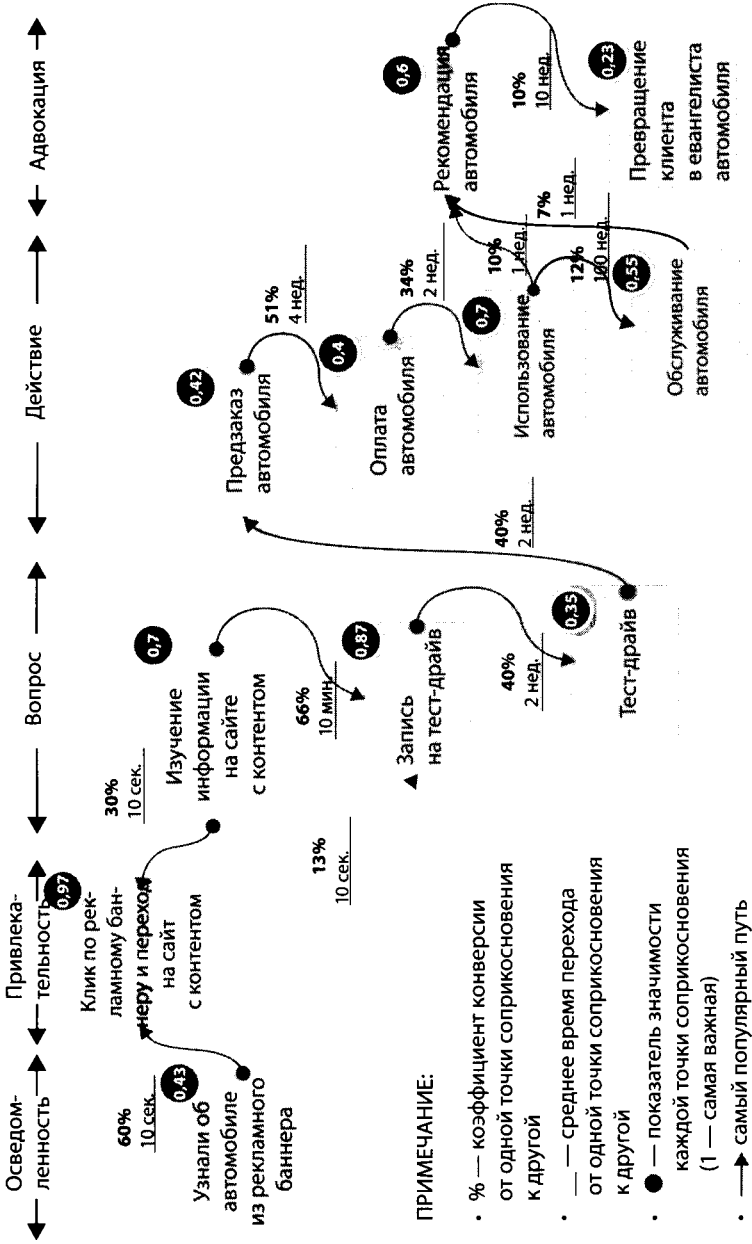 Осведом-
ленность
Привлека-
тельность
Вопрос
Действие
Адвокация
60%
10 сек.
0,43
Узнали об
автомобиле
из рекламного
баннера
0,97
Клик по рек-
ламному бан-
неру и переход
на сайт
с контентом
30%
10 сек.
13%
10 сек.
0,7
Изучение
информации
на сайте
с контентом
66%
10 мин.
0,87
Запись
на тест-драйв
40%
2 нед.
0,35
Тест-драйв
40%
2 нед.
0,42
Предзаказ
автомобиля
51%
4 нед.
0,4
Оплата
автомобиля
34%
2 нед.
0,7
Использование
автомобиля
10%
1 нед.
12%
100 нед.
0,55
Обслуживание
автомобиля
7%
1 нед.
0,6
Рекомендация
автомобиля
10%
10 нед.
0,23
Превращение
клиента
в евангелиста
автомобиля
ПРИМЕЧАНИЕ:
• % — коэффициент конверсии
от одной точки соприкосновения
к другой
• __ — среднее время перехода
от одной точки соприкосновения
к другой
• ● — показатель значимости
каждой точки соприкосновения
(1 — самая важная)
• → самый популярный путь